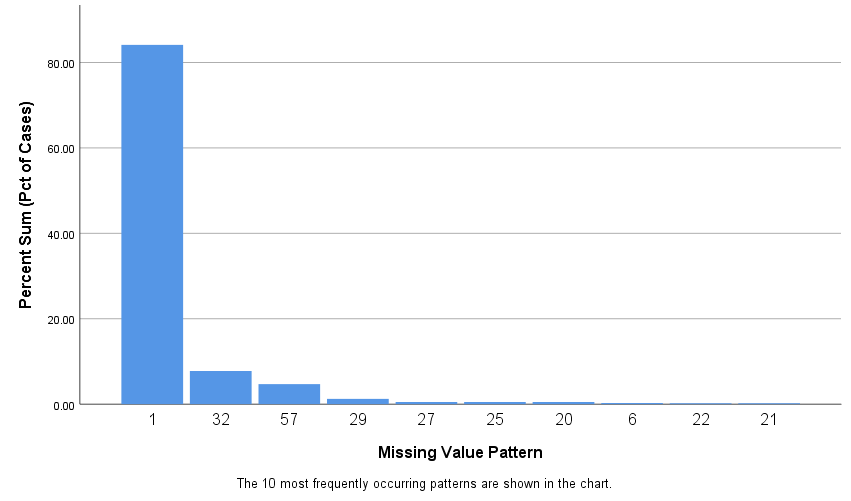 Percent Sum (Pct of Cases)
80.00
60.00
40.00
20.00
0.00
1 32 57 29 27 25 20 6 22 21
Missing Value Pattern
The 10 most frequently occurring patterns are shown in the chart.